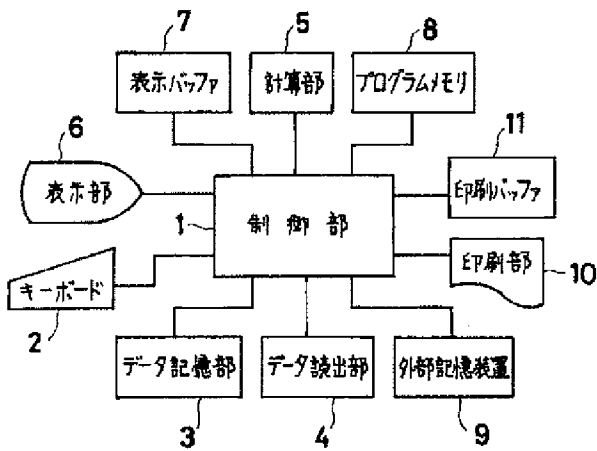 7
5
8
表示バッファ
計算部
プログラムメモリ
6
11
表示部
印刷バッファ
1
制御部
キーボード
印刷部
2
10
データ記憶部
データ読出部
外部記憶装置
3
4
9